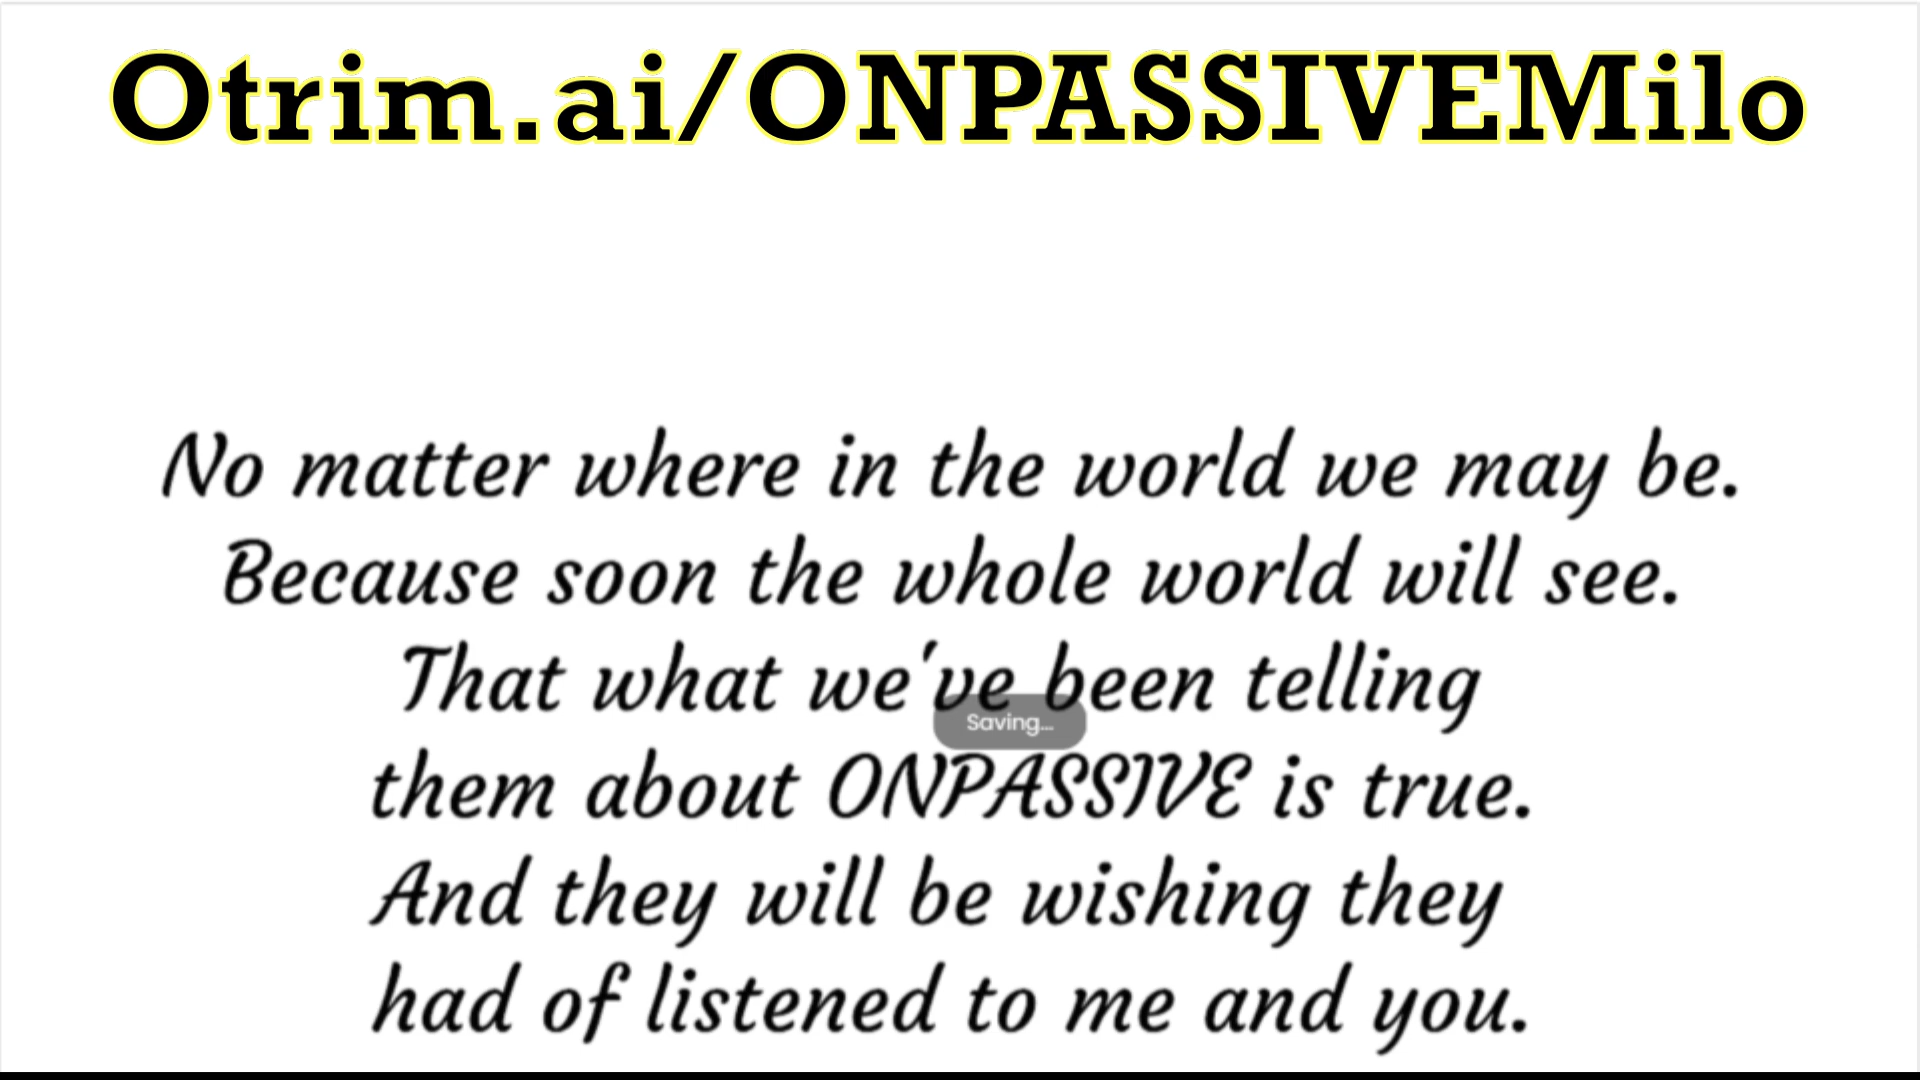 Otrim.ai/ONPASSIVEMilo
No matter where in the world we may be.
Because soon the whole world will see.
That what we've been telling
Saving...
them about ONPASSIVE is true.
And they will be wishing they
had of listened to me and you.